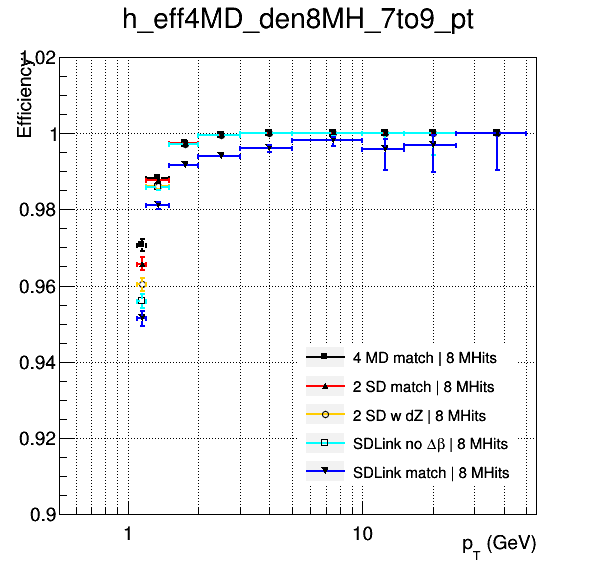 h_eff4MD_den8MH_7to9_pt
Efficiency
1.02
1
0.98
0.96
0.94
0.92
0.9
4 MD match | 8 MHits
2 SD match | 8 MHits
2 SD w dZ | 8 MHits
SDLink no Δβ | 8 MHits
SDLink match | 8 MHits
1
10
p_T (GeV)